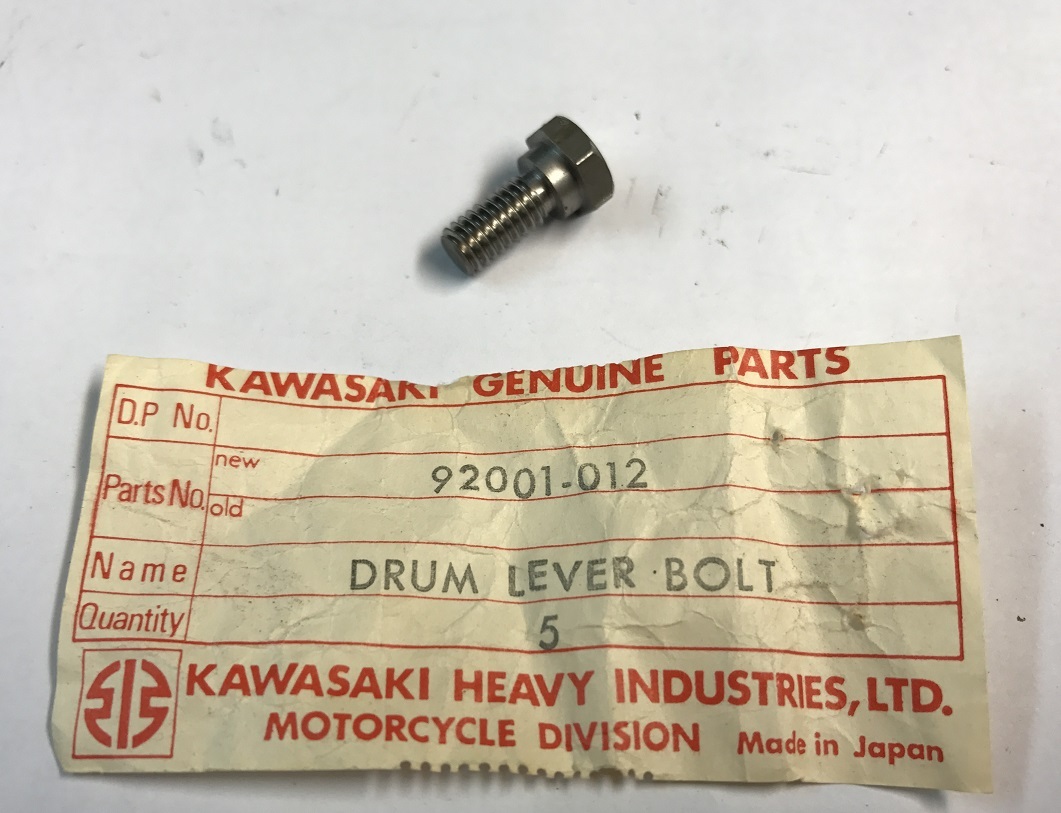 KAWASAKI GENUINE PARTS
D.P No.
Parts No. new 92001-012
old
Name DRUM LEVER BOLT
Quantity 5
KAWASAKI HEAVY INDUSTRIES, LTD.
MOTORCYCLE DIVISION Made in Japan